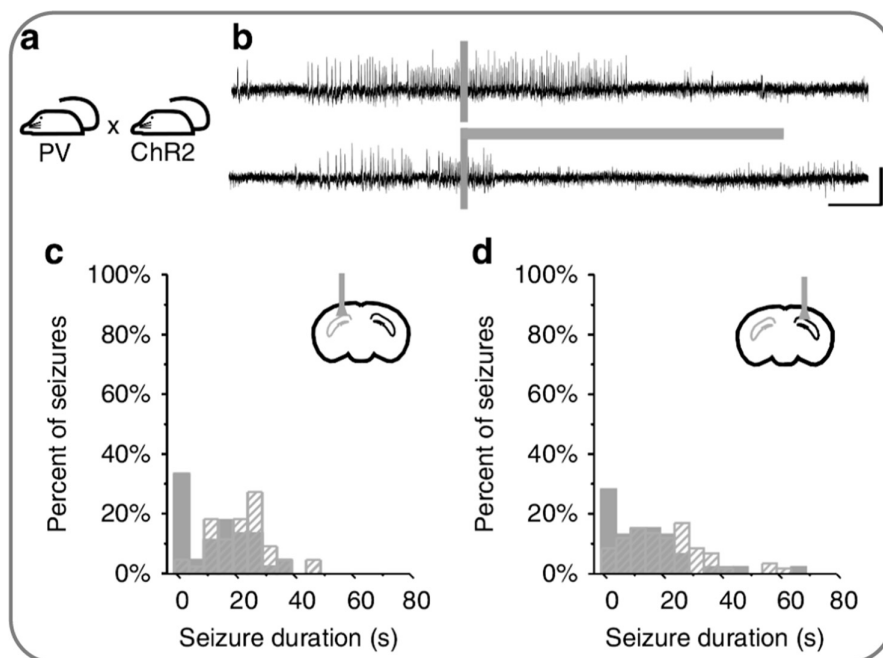 a
b
PV x ChR2
c
100%
80%
60%
40%
20%
0%
Percent of seizures
0 20 40 60 80
Seizure duration (s)
d
100%
80%
60%
40%
20%
0%
Percent of seizures
0 20 40 60 80
Seizure duration (s)